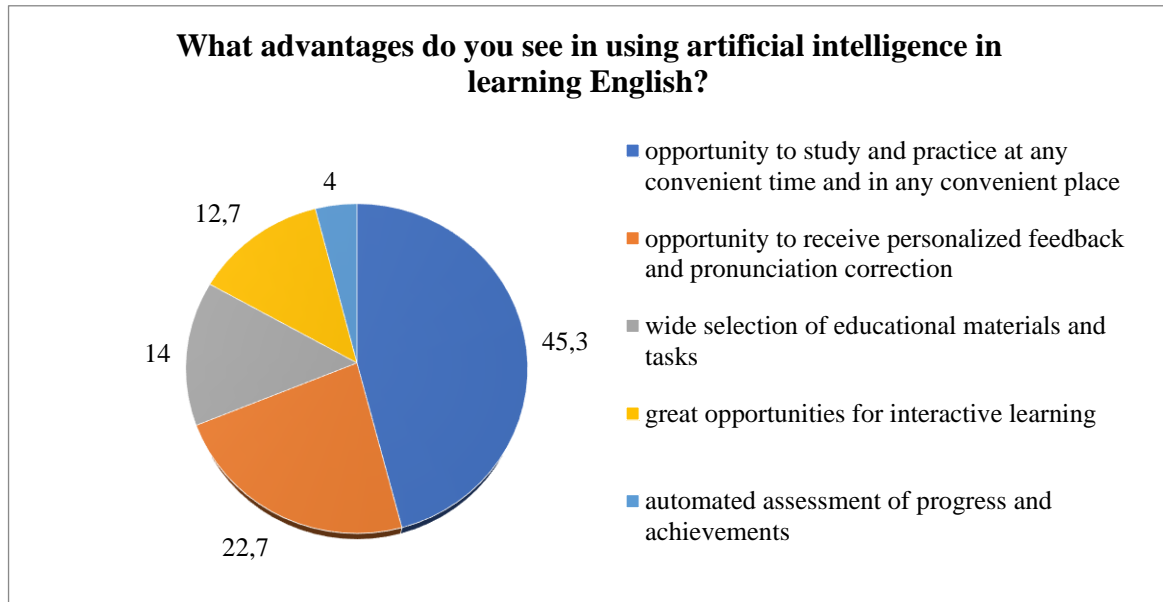 What advantages do you see in using artificial intelligence in
learning English?
4
12,7
14
22,7
45,3
opportunity to study and practice at any
convenient time and in any convenient place
opportunity to receive personalized feedback
and pronunciation correction
wide selection of educational materials and
tasks
great opportunities for interactive learning
automated assessment of progress and
achievements